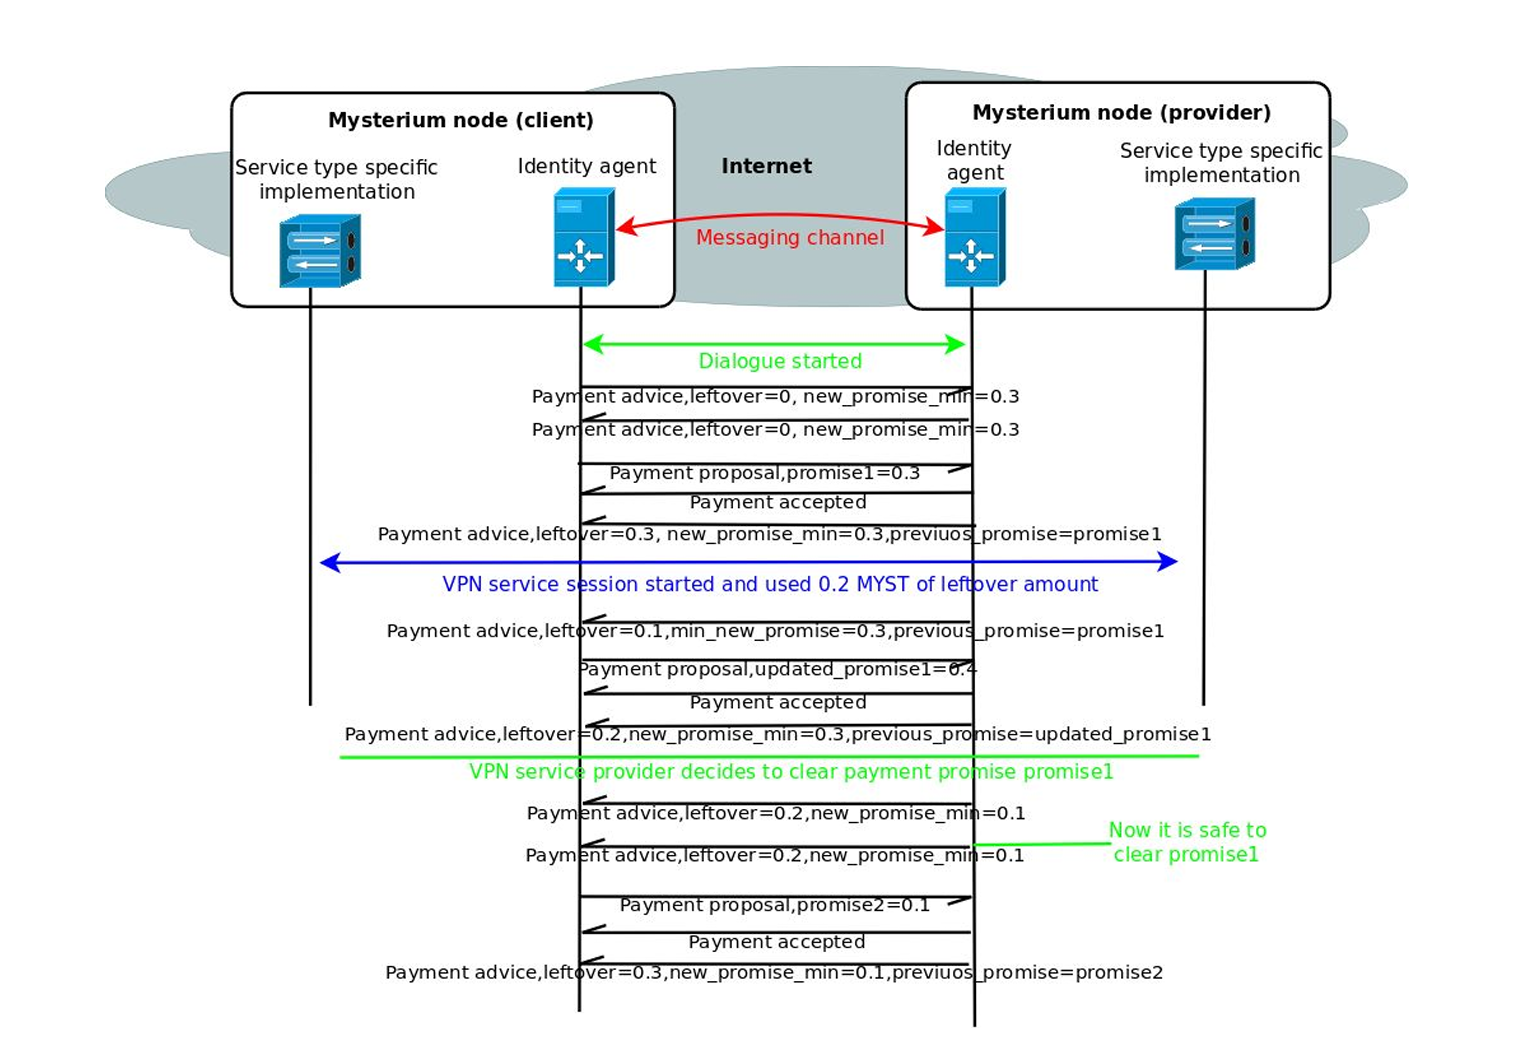 Mysterium node (client)
Mysterium node (provider)
Service type specific
implementation
Identity agent
Internet
Identity
agent
Service type specific
implementation
Messaging channel
Dialogue started
Payment advice,leftover=0, new_promise_min=0.3
Payment advice,leftover=0, new_promise_min=0.3
Payment proposal,promise1=0.3
Payment accepted
Payment advice,leftover=0.3, new_promise_min=0.3,previuos_promise=promise1
VPN service session started and used 0.2 MYST of leftover amount
Payment advice,leftover=0.1,min_new_promise=0.3,previous_promise=promise1
Payment proposal,updated_promise1=0.4
Payment accepted
Payment advice,leftover=0.2,new_promise_min=0.3,previous_promise=updated_promise1
VPN service provider decides to clear payment promise promise1
Payment advice,leftover=0.2,new_promise_min=0.1
Now it is safe to
clear promise1
Payment advice,leftover=0.2,new_promise_min=0.1
Payment proposal,promise2=0.1
Payment accepted
Payment advice,leftover=0.3,new_promise_min=0.1,previuos_promise=promise2